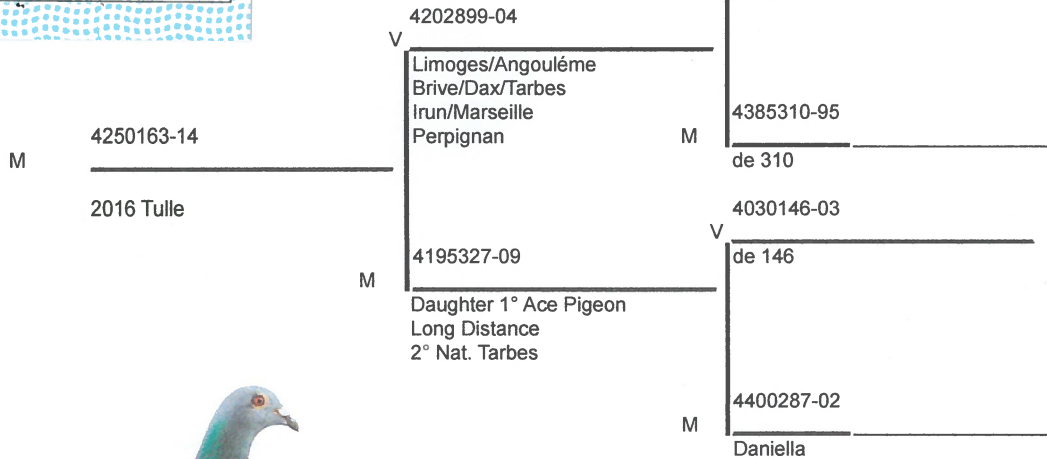 4202899-04
V
Limoges/Angouléme
Brive/Dax/Tarbes
Irun/Marseille
Perpignan
4385310-95
M
de 310
4250163-14
M
2016 Tulle
4030146-03
V
de 146
4195327-09
M
Daughter 1° Ace Pigeon
Long Distance
2° Nat. Tarbes
4400287-02
M
Daniella